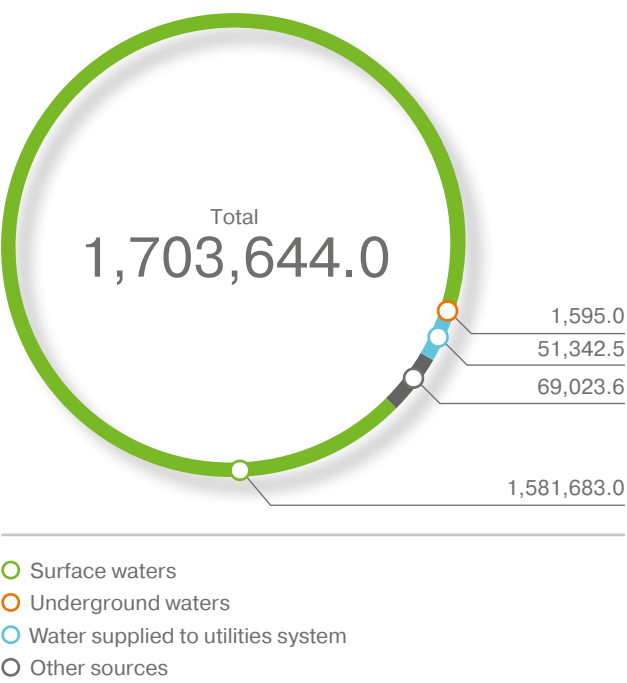 Total
1,703,644.0
1,595.0
51,342.5
69,023.6
1,581,683.0
Surface waters
Underground waters
Water supplied to utilities system
Other sources